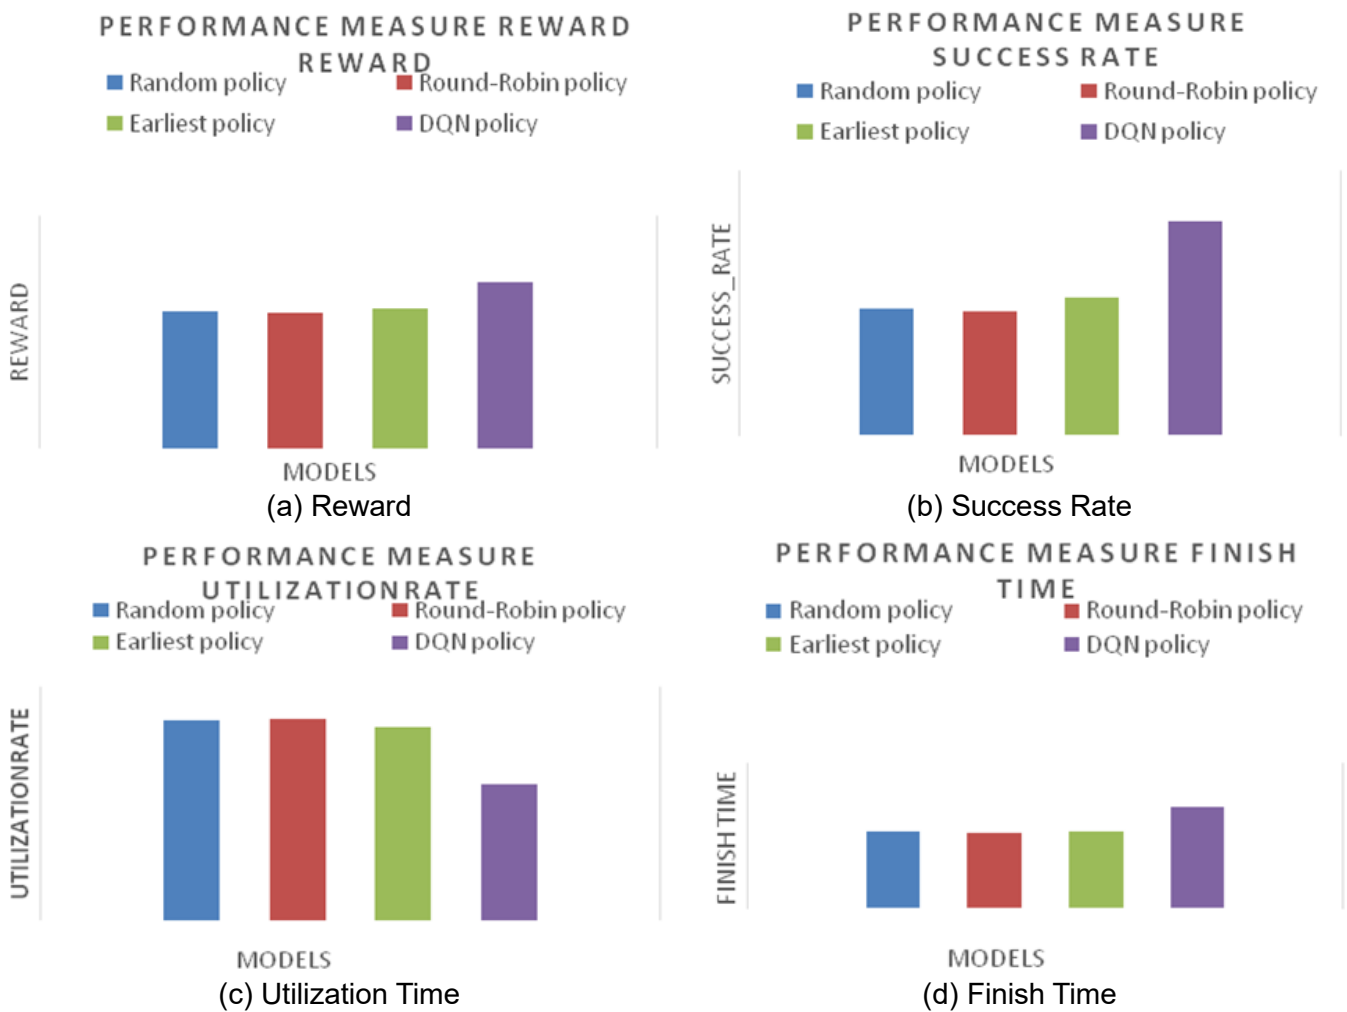 PERFORMANCE MEASURE REWARD
REWARD
Random policy Round-Robin policy
Earliest policy DQN policy
REWARD
MODELS
(a) Reward
PERFORMANCE MEASURE
SUCCESS RATE
Random policy Round-Robin policy
Earliest policy DQN policy
SUCCESS_RATE
MODELS
(b) Success Rate
PERFORMANCE MEASURE
UTILIZATIONRATE
Random policy Round-Robin policy
Earliest policy DQN policy
UTILIZATIONRATE
MODELS
(c) Utilization Time
PERFORMANCE MEASURE FINISH
TIME
Random policy Round-Robin policy
Earliest policy DQN policy
FINISH TIME
MODELS
(d) Finish Time